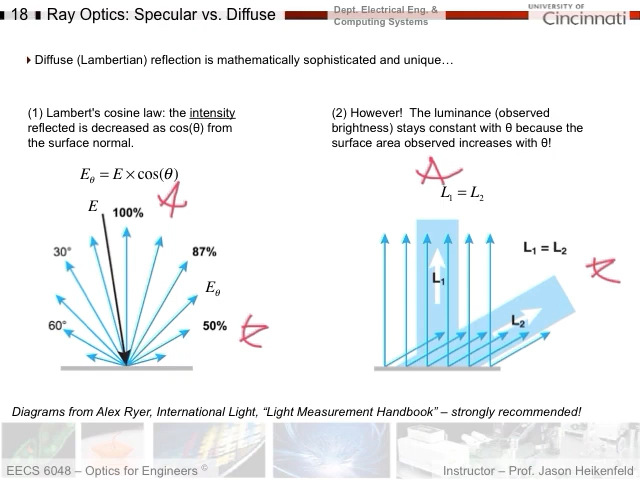 18 Ray Optics: Specular vs. Diffuse
Dept. Electrical Eng. &
Computing Systems
UNIVERSITY OF
Cincinnati
Diffuse (Lambertian) reflection is mathematically sophisticated and unique…
(1) Lambert's cosine law: the intensity
reflected is decreased as cos(θ) from
the surface normal.
E_θ = E × cos(θ)
E
100%
30°
87%
E_θ
60°
50%
(2) However! The luminance (observed
brightness) stays constant with θ because the
surface area observed increases with θ!
L₁ = L₂
L₁ = L₂
L₁
L₂
Diagrams from Alex Ryer, International Light, “Light Measurement Handbook” – strongly recommended!
EECS 6048 – Optics for Engineers ©
Instructor – Prof. Jason Heikenfeld